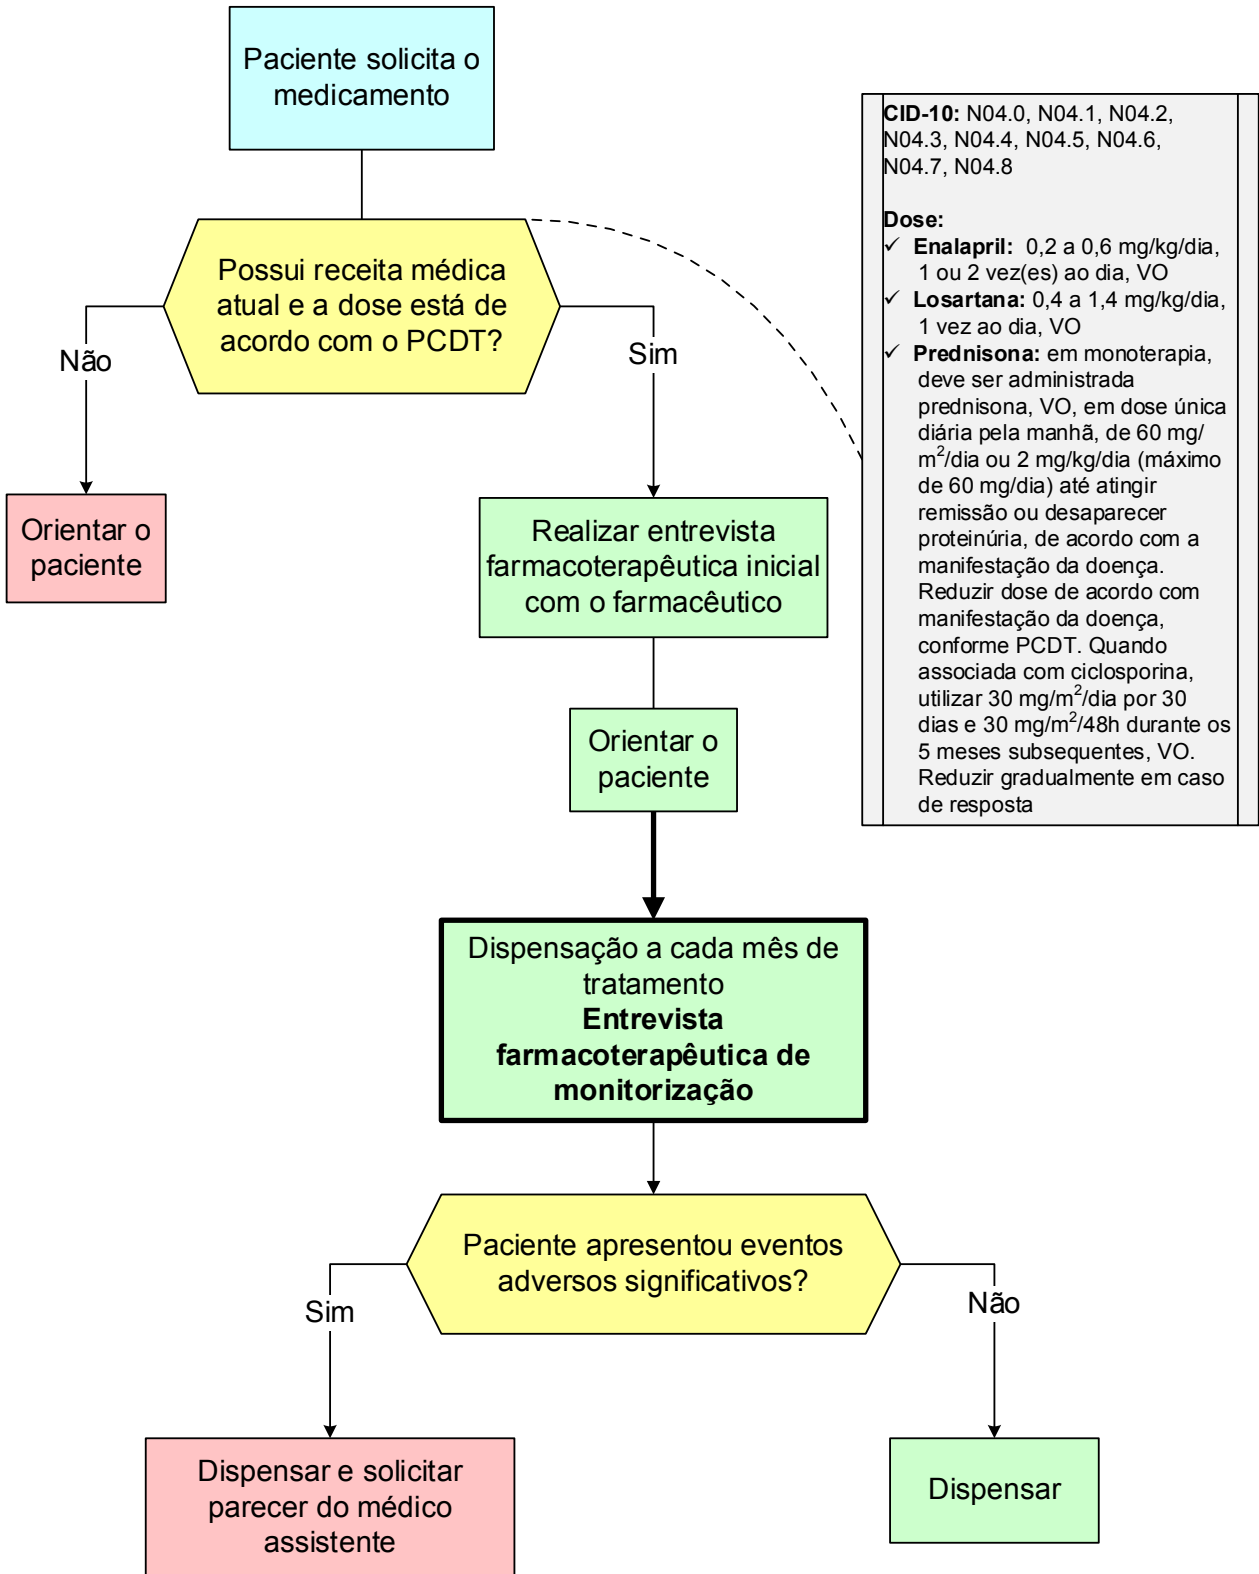 Paciente solicita o
medicamento
Possui receita médica
atual e a dose está de
acordo com o PCDT?
Não
Sim
Orientar o
paciente
Realizar entrevista
farmacoterapêutica inicial
com o farmacêutico
Orientar o
paciente
CID-10: N04.0, N04.1, N04.2,
N04.3, N04.4, N04.5, N04.6,
N04.7, N04.8
Dose:
✓ Enalapril: 0,2 a 0,6 mg/kg/dia,
1 ou 2 vez(es) ao dia, VO
✓ Losartana: 0,4 a 1,4 mg/kg/dia,
1 vez ao dia, VO
✓ Prednisona: em monoterapia,
deve ser administrada
prednisona, VO, em dose única
diária pela manhã, de 60 mg/
m²/dia ou 2 mg/kg/dia (máximo
de 60 mg/dia) até atingir
remissão ou desaparecer
proteinúria, de acordo com a
manifestação da doença.
Reduzir dose de acordo com
manifestação da doença,
conforme PCDT. Quando
associada com ciclosporina,
utilizar 30 mg/m²/dia por 30
dias e 30 mg/m²/48h durante os
5 meses subsequentes, VO.
Reduzir gradualmente em caso
de resposta
Dispensação a cada mês de
tratamento
Entrevista
farmacoterapêutica de
monitorização
Paciente apresentou eventos
adversos significativos?
Sim
Não
Dispensar e solicitar
parecer do médico
assistente
Dispensar